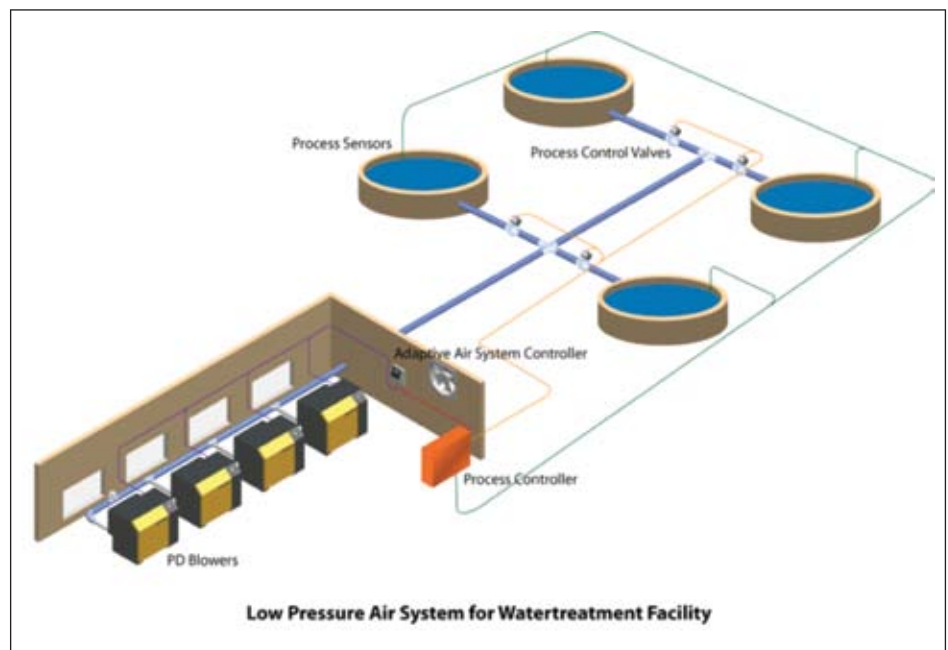 Process Sensors
Process Control Valves
Adaptive Air System Controller
Process Controller
PD Blowers
Low Pressure Air System for Watertreatment Facility